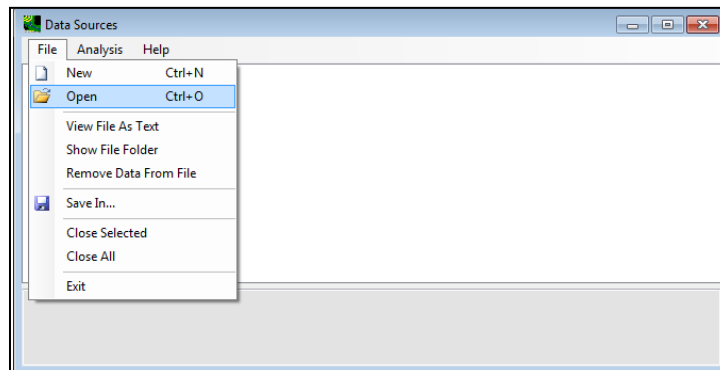 Data Sources
File Analysis Help
New Ctrl+N
Open Ctrl+O
View File As Text
Show File Folder
Remove Data From File
Save In...
Close Selected
Close All
Exit